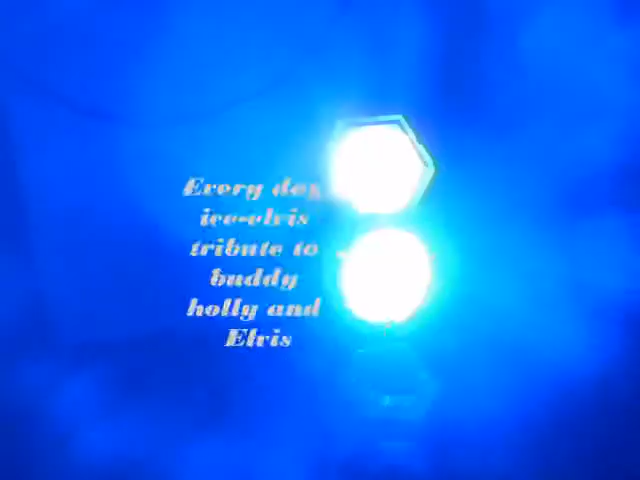 Every day
ice-elvis
tribute to
buddy
holly and
Elvis